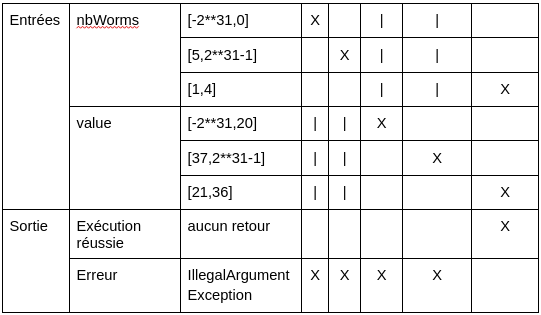 Entrées nbWorms [-2**31,0] X | |
[5,2**31-1] X | |
[1,4] | | X
value [-2**31,20] | | X
[37,2**31-1] | | X
[21,36] | | X
Sortie Exécution réussie aucun retour X
Erreur IllegalArgument Exception X X X X